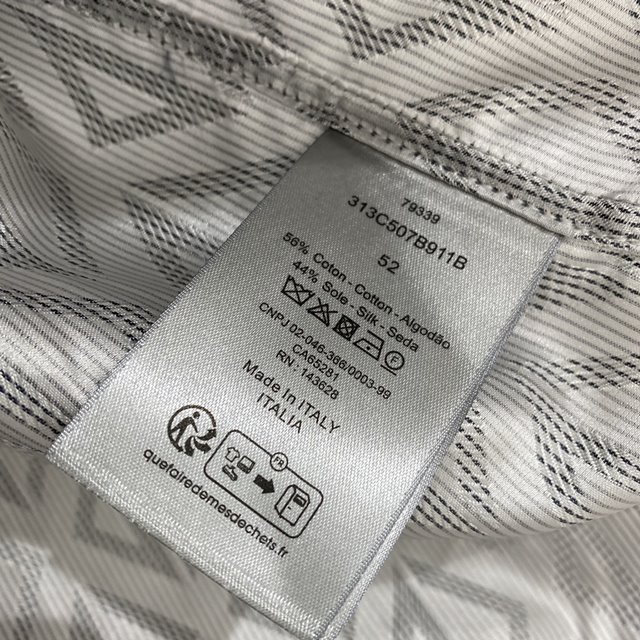 79339
313C507B911B
52
56% Coton - Cotton - Algodão
44% Soie - Silk - Seda
CNPJ 02.046.366/0003-99
CA65281
RN: 143628
Made in ITALY
ITALIA
quefairedemesdechets.fr